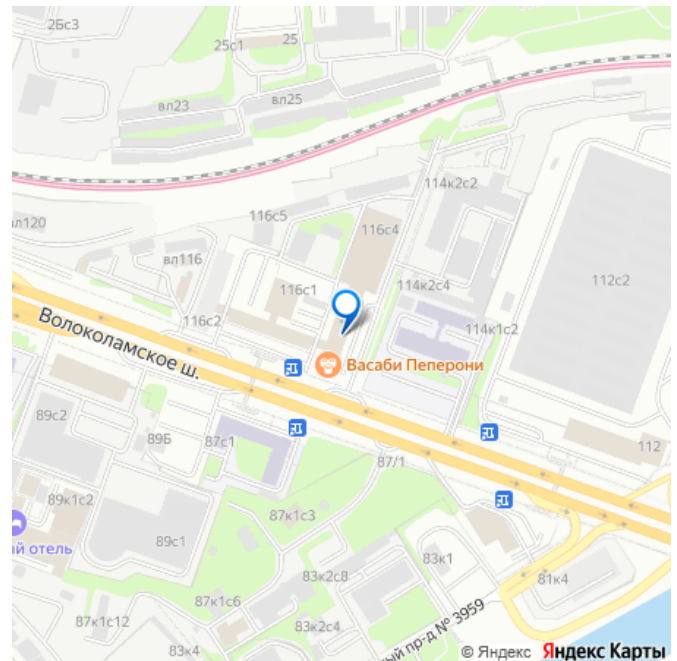 2Бс3
25с1
25
вл23
вл25
114к2с2
116с5
116с4
вл120
вл116
116с1
114к2с4
112с2
116с2
114к1с2
Волоколамское ш.
Васаби Пеперони
89с2
89Б
87с1
87/1
112
89к1с2
87к1с3
ый отель
89с1
83к1
83к2с8
81к4
87к1с6
87к1с12
83к2с4
83к4
ный пр-д № 3959
© Яндекс Яндекс Карты